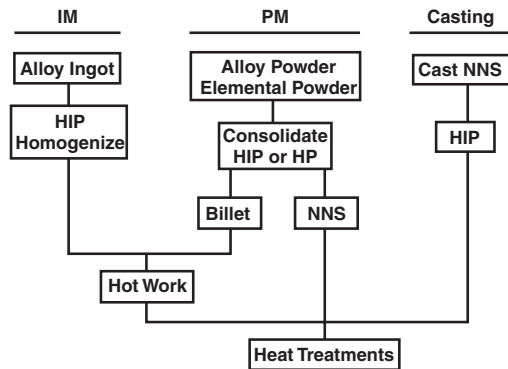 IM
PM
Casting
Alloy Ingot
Alloy Powder
Elemental Powder
Cast NNS
HIP
Homogenize
Consolidate
HIP or HP
HIP
Billet
NNS
Hot Work
Heat Treatments